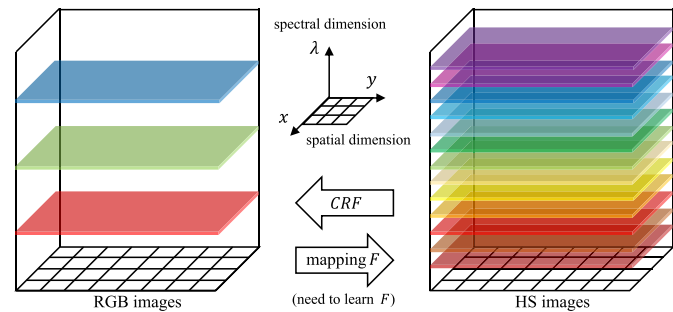 spectral dimension
λ
y
x
spatial dimension
CRF
mapping F
(need to learn F)
RGB images
HS images